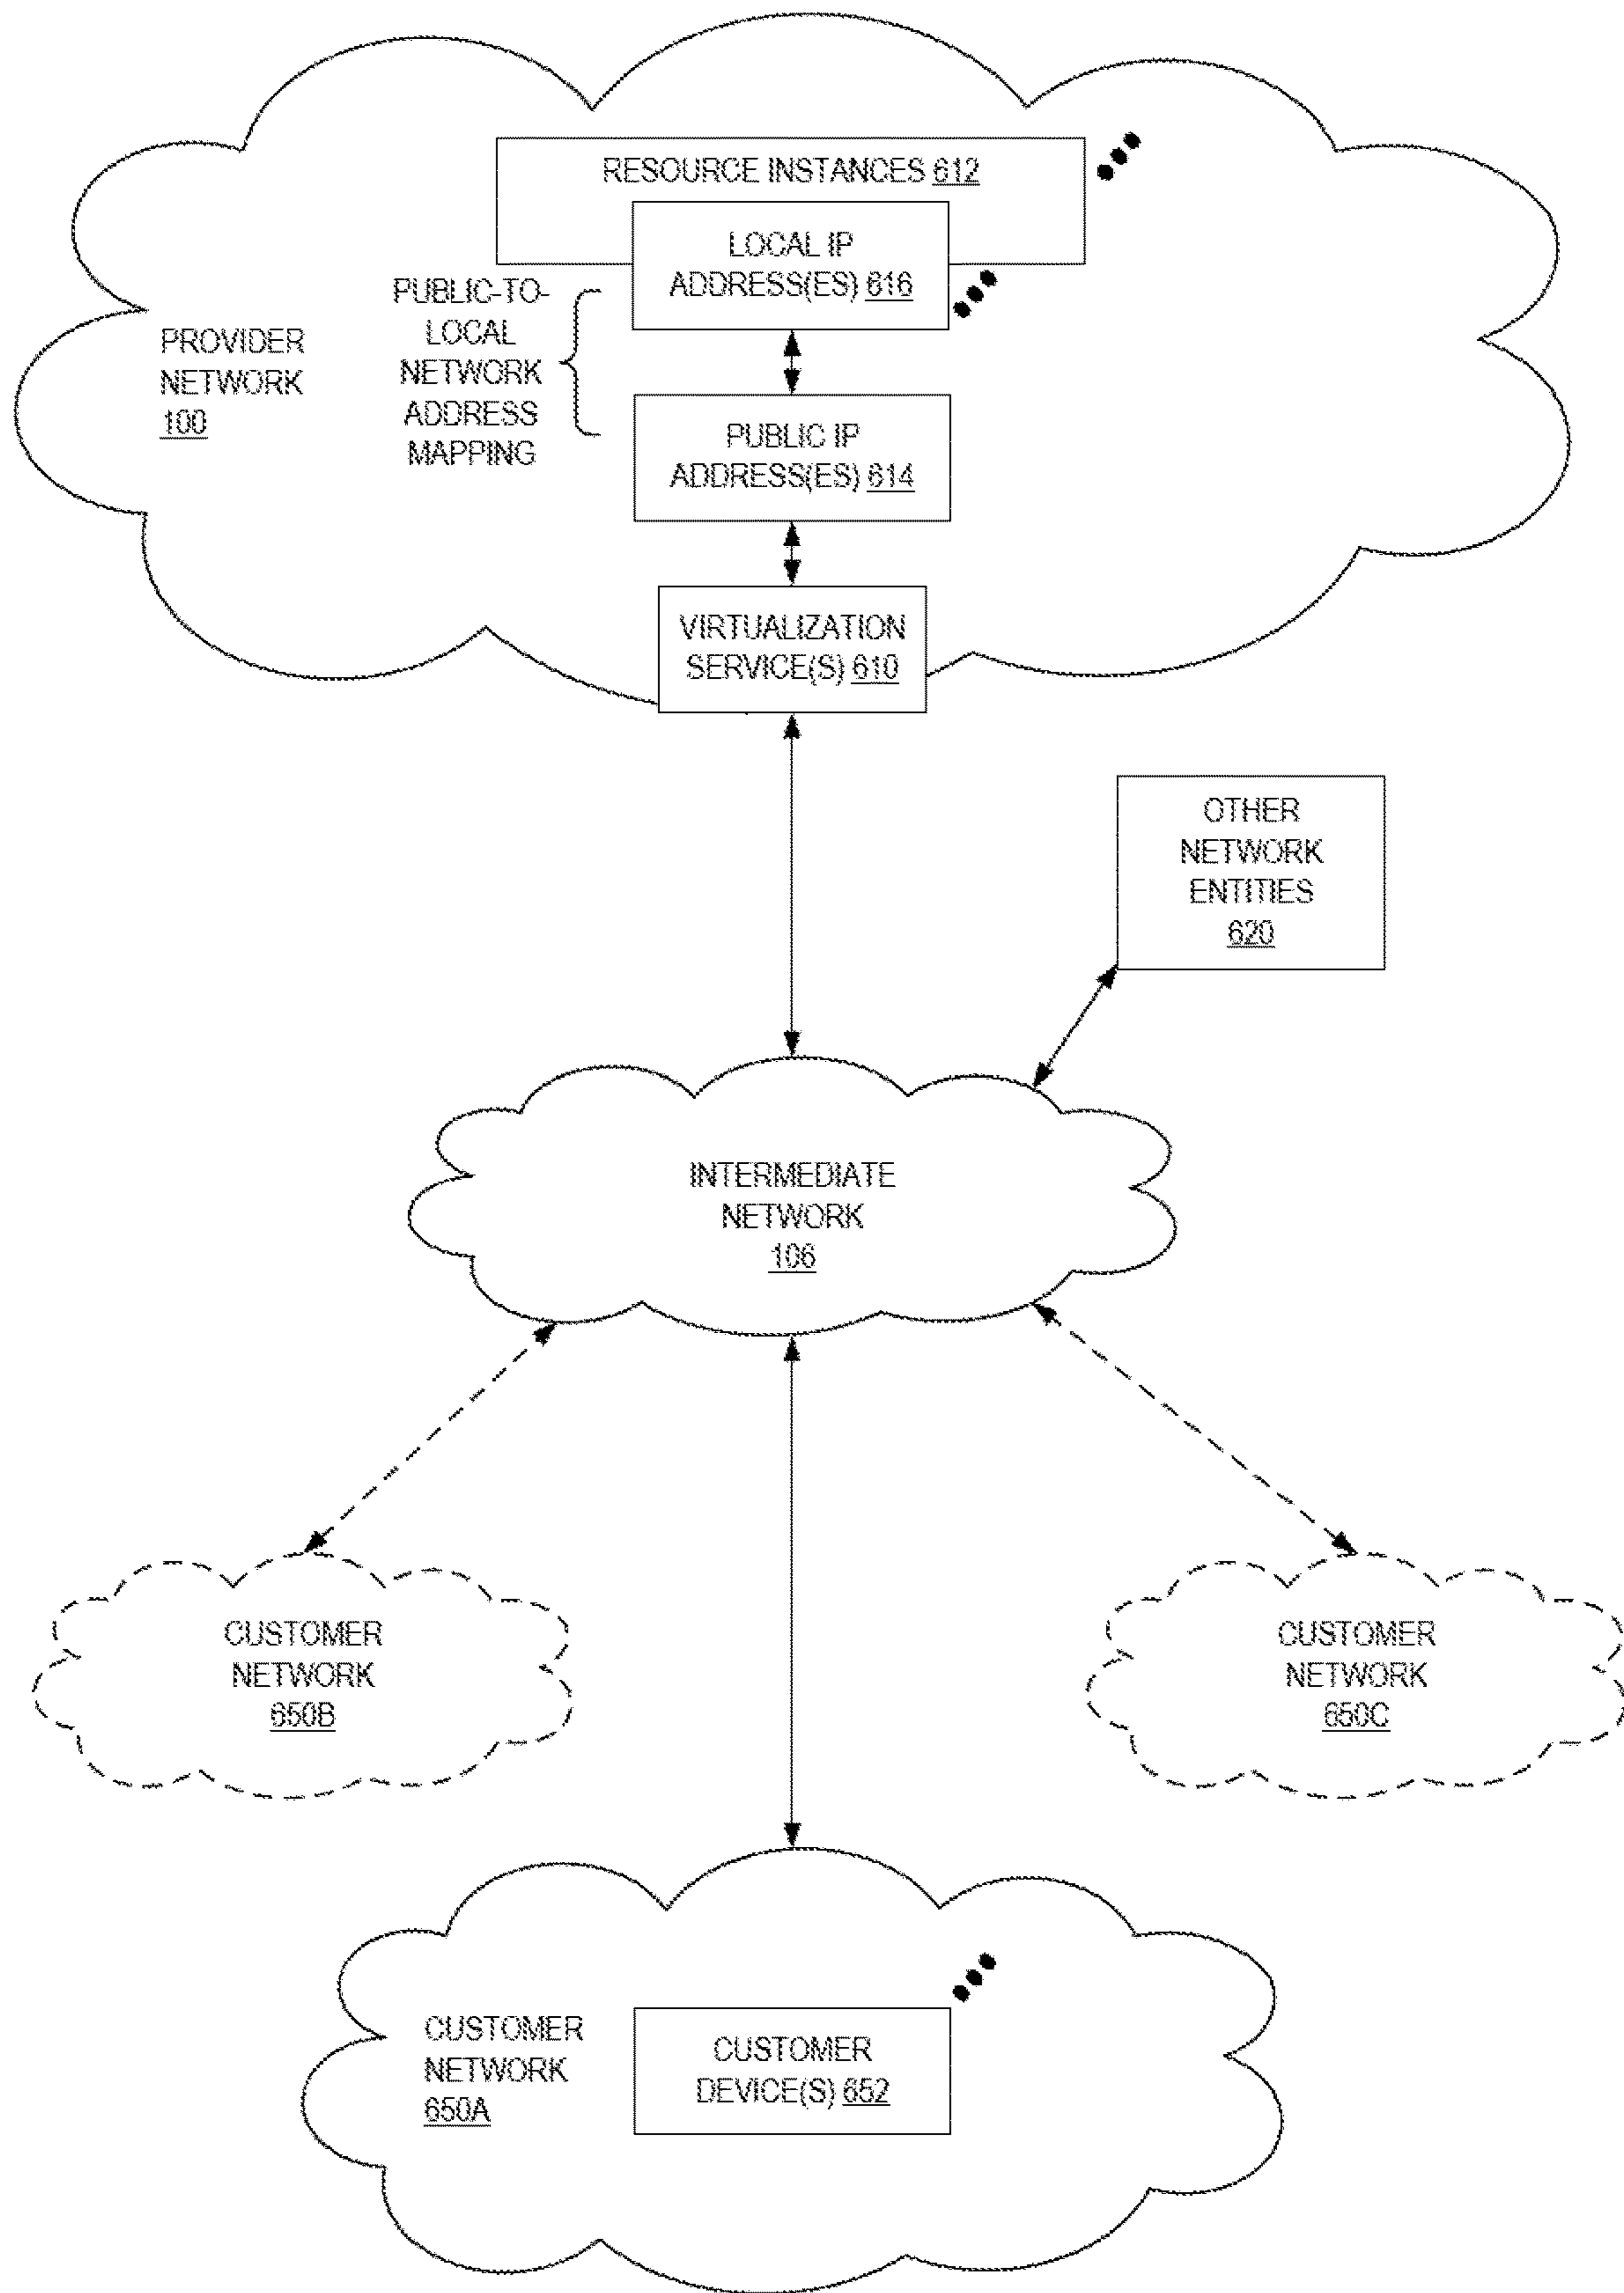 RESOURCE INSTANCES 612
LOCAL IP
ADDRESS(ES) 616
PUBLIC-TO-
LOCAL
NETWORK
ADDRESS
MAPPING
PROVIDER
NETWORK
100
PUBLIC IP
ADDRESS(ES) 614
VIRTUALIZATION
SERVICE(S) 610
OTHER
NETWORK
ENTITIES
620
INTERMEDIATE
NETWORK
106
CUSTOMER
NETWORK
650B
CUSTOMER
NETWORK
650C
CUSTOMER
NETWORK
650A
CUSTOMER
DEVICE(S) 652